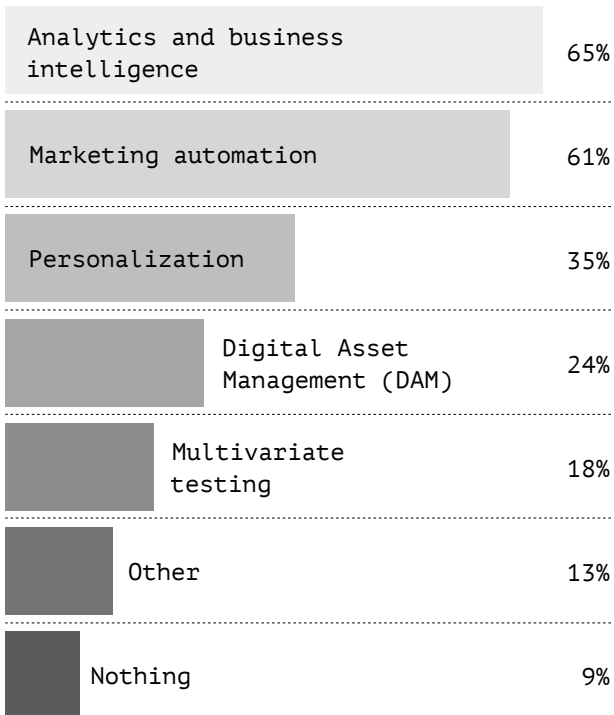 Analytics and business
intelligence
65%
Marketing automation
61%
Personalization
35%
Digital Asset
Management (DAM)
24%
Multivariate
testing
18%
Other
13%
Nothing
9%